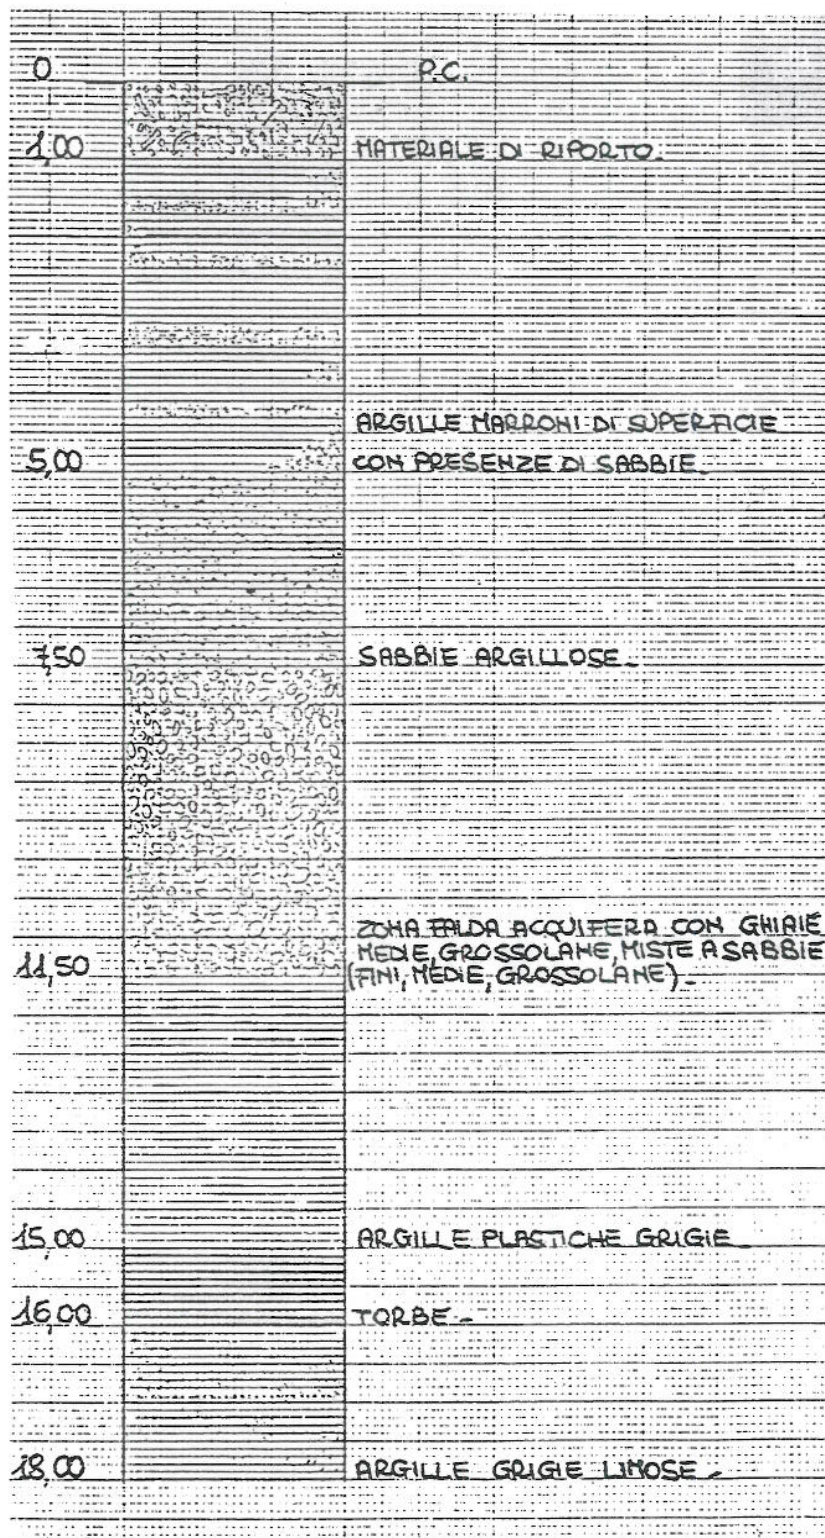 0 P.C.
1,00 MATERIALE DI RIPORTO.
ARGILLE MARRONI DI SUPERFICIE
5,00 CON PRESENZE DI SABBIE.
7,50 SABBIE ARGILLOSE.
ZONA FALDA ACQUIFERA CON GHIAIE
MEDIE, GROSSOLANE, MISTE A SABBIE
11,50 (FINI, MEDIE, GROSSOLANE).
15,00 ARGILLE PLASTICHE GRIGIE
16,00 TORBE.
18,00 ARGILLE GRIGIE LIMOSE.